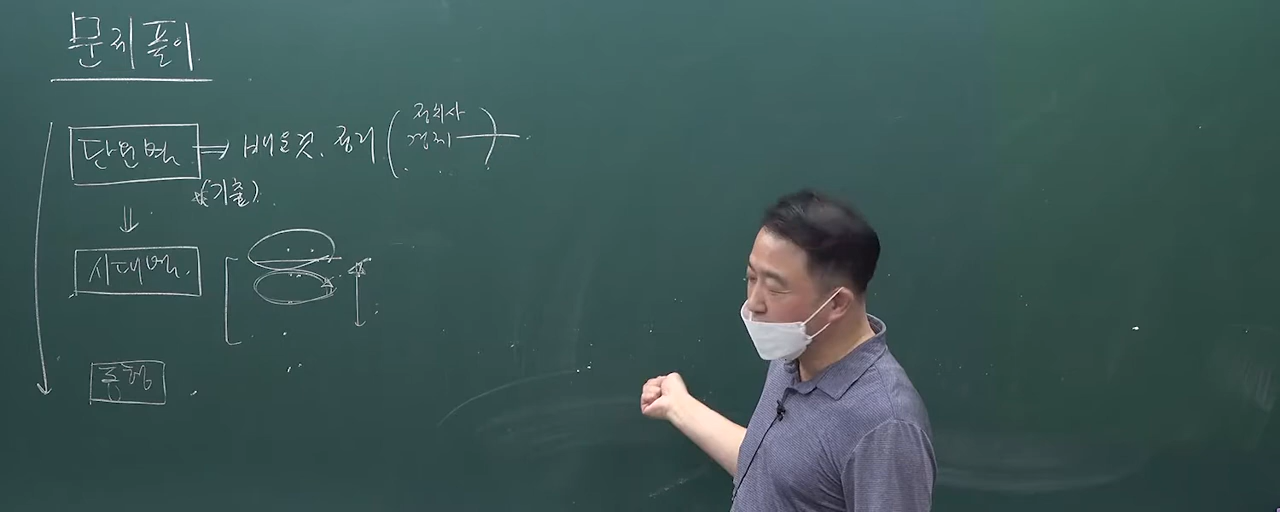 문제풀이
단원별 ⇒ 배운것, 정리 (정치사
경제
(기출)
시대별
종합